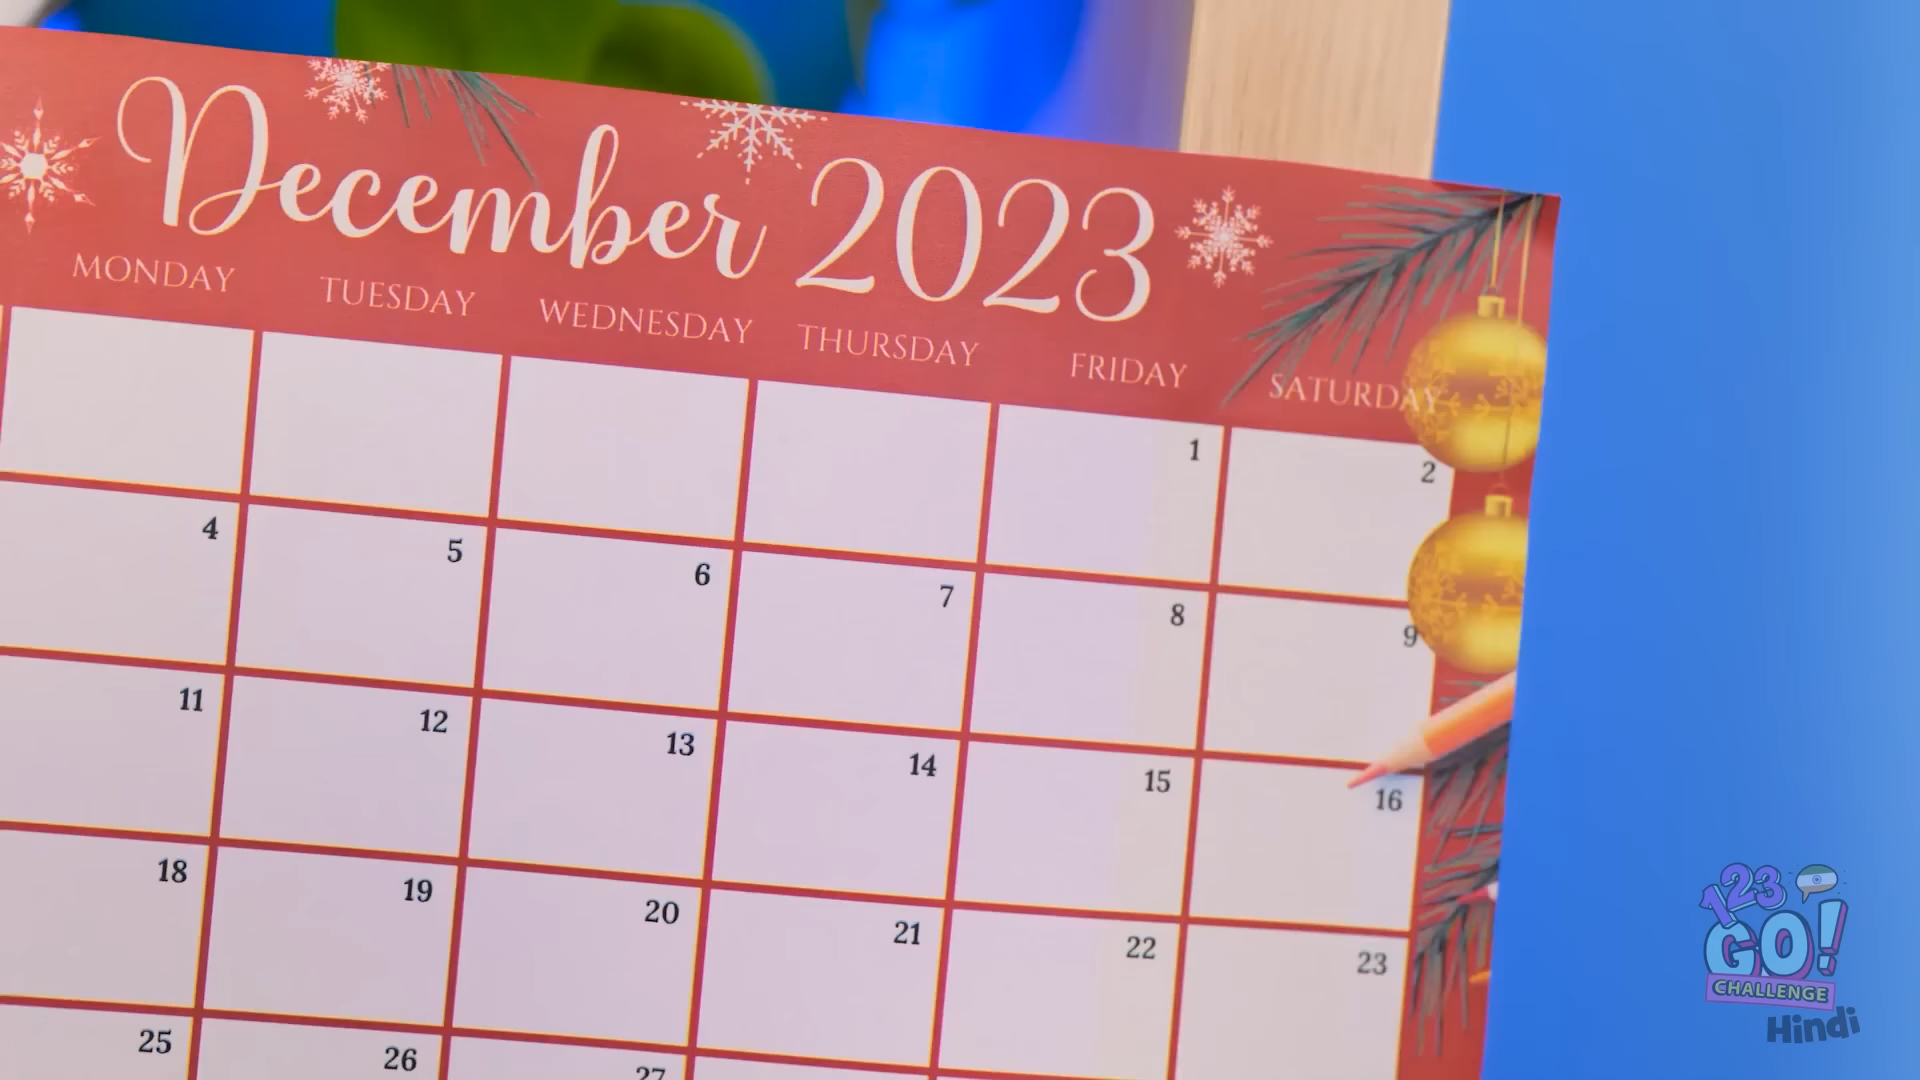 December 2023
MONDAY TUESDAY WEDNESDAY THURSDAY FRIDAY SATURDAY
1 2
4 5 6 7 8 9
11 12 13 14 15 16
18 19 20 21 22 23
25 26 27
123
GO!
CHALLENGE
Hindi